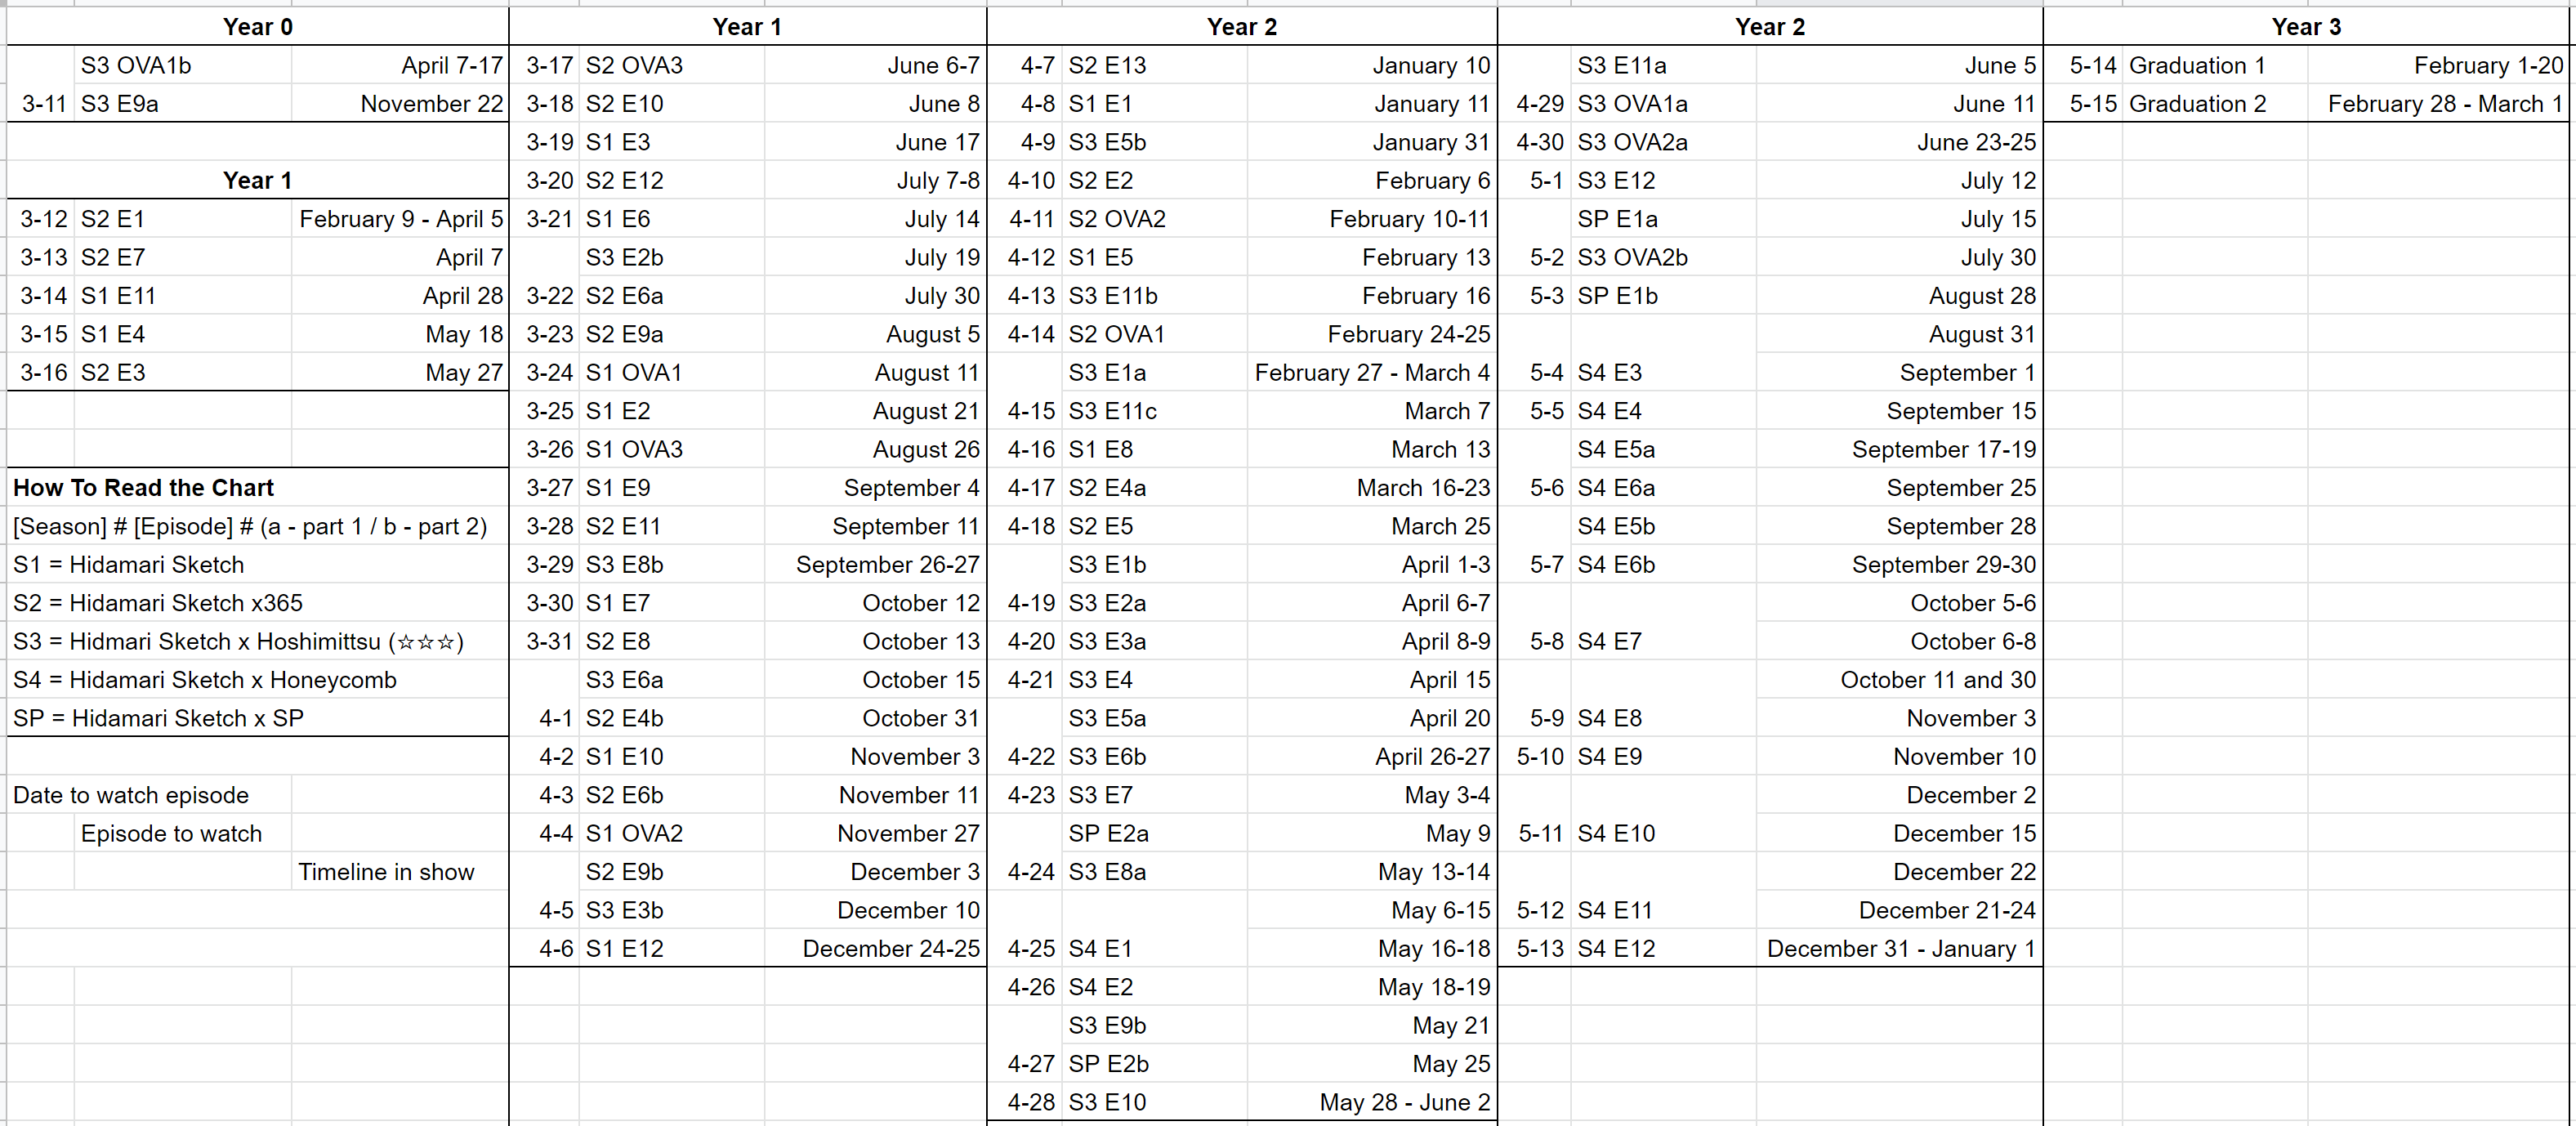 Year 0
S3 OVA1b April 7-17
3-11 S3 E9a November 22
Year 1
3-12 S2 E1 February 9 - April 5
3-13 S2 E7 April 7
3-14 S1 E11 April 28
3-15 S1 E4 May 18
3-16 S2 E3 May 27
How To Read the Chart
[Season] # [Episode] # (a - part 1 / b - part 2)
S1 = Hidamari Sketch
S2 = Hidamari Sketch x365
S3 = Hidmari Sketch x Hoshimittsu (☆☆☆)
S4 = Hidamari Sketch x Honeycomb
SP = Hidamari Sketch x SP
Date to watch episode
Episode to watch
Timeline in show
Year 1
3-17 S2 OVA3 June 6-7
3-18 S2 E10 June 8
3-19 S1 E3 June 17
3-20 S2 E12 July 7-8
3-21 S1 E6 July 14
S3 E2b July 19
3-22 S2 E6a July 30
3-23 S2 E9a August 5
3-24 S1 OVA1 August 11
3-25 S1 E2 August 21
3-26 S1 OVA3 August 26
3-27 S1 E9 September 4
3-28 S2 E11 September 11
3-29 S3 E8b September 26-27
3-30 S1 E7 October 12
3-31 S2 E8 October 13
S3 E6a October 15
4-1 S2 E4b October 31
4-2 S1 E10 November 3
4-3 S2 E6b November 11
4-4 S1 OVA2 November 27
S2 E9b December 3
4-5 S3 E3b December 10
4-6 S1 E12 December 24-25
Year 2
4-7 S2 E13 January 10
4-8 S1 E1 January 11
4-9 S3 E5b January 31
4-10 S2 E2 February 6
4-11 S2 OVA2 February 10-11
4-12 S1 E5 February 13
4-13 S3 E11b February 16
4-14 S2 OVA1 February 24-25
S3 E1a February 27 - March 4
4-15 S3 E11c March 7
4-16 S1 E8 March 13
4-17 S2 E4a March 16-23
4-18 S2 E5 March 25
S3 E1b April 1-3
4-19 S3 E2a April 6-7
4-20 S3 E3a April 8-9
4-21 S3 E4 April 15
S3 E5a April 20
4-22 S3 E6b April 26-27
4-23 S3 E7 May 3-4
SP E2a May 9
4-24 S3 E8a May 13-14
May 6-15
4-25 S4 E1 May 16-18
4-26 S4 E2 May 18-19
S3 E9b May 21
4-27 SP E2b May 25
4-28 S3 E10 May 28 - June 2
Year 2
S3 E11a June 5
4-29 S3 OVA1a June 11
4-30 S3 OVA2a June 23-25
5-1 S3 E12 July 12
SP E1a July 15
5-2 S3 OVA2b July 30
5-3 SP E1b August 28
August 31
5-4 S4 E3 September 1
5-5 S4 E4 September 15
S4 E5a September 17-19
5-6 S4 E6a September 25
S4 E5b September 28
5-7 S4 E6b September 29-30
October 5-6
5-8 S4 E7 October 6-8
October 11 and 30
5-9 S4 E8 November 3
5-10 S4 E9 November 10
December 2
5-11 S4 E10 December 15
December 22
5-12 S4 E11 December 21-24
5-13 S4 E12 December 31 - January 1
Year 3
5-14 Graduation 1 February 1-20
5-15 Graduation 2 February 28 - March 1